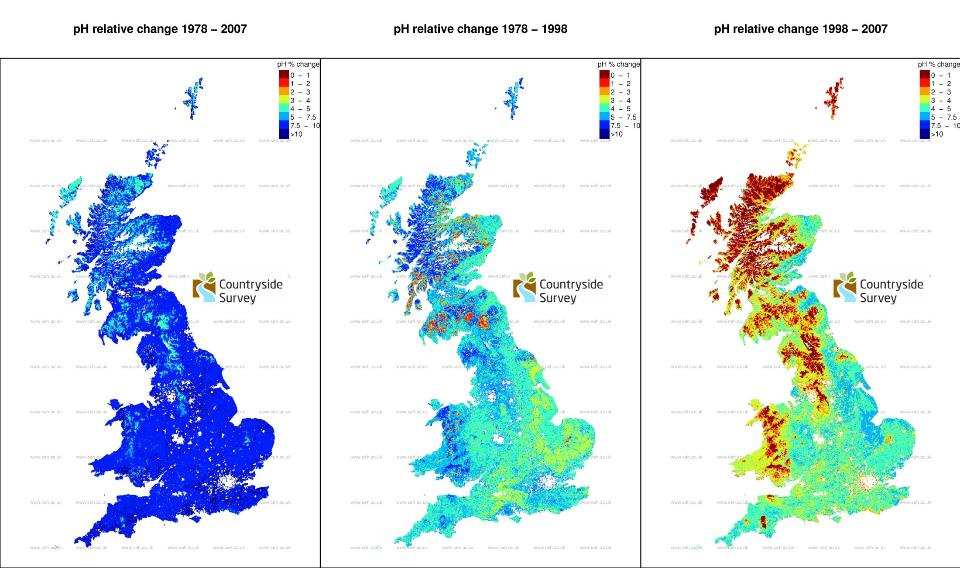 pH relative change 1978 – 2007
pH % change
0 – 1
1 – 2
2 – 3
3 – 4
4 – 5
5 – 7.5
7.5 – 10
>10
Countryside
Survey
pH relative change 1978 – 1998
pH % change
0 – 1
1 – 2
2 – 3
3 – 4
4 – 5
5 – 7.5
7.5 – 10
>10
Countryside
Survey
pH relative change 1998 – 2007
pH % change
0 – 1
1 – 2
2 – 3
3 – 4
4 – 5
5 – 7.5
7.5 – 10
>10
Countryside
Survey
www.ceh.ac.uk